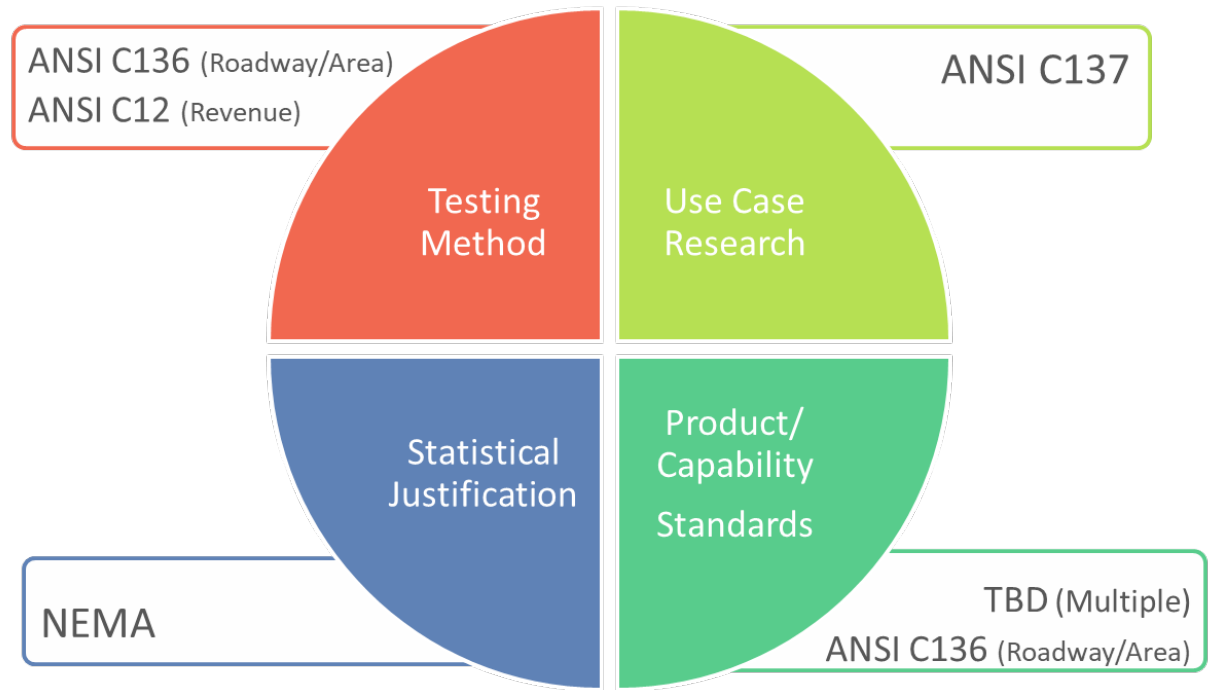 ANSI C136 (Roadway/Area)
ANSI C12 (Revenue)
ANSI C137
Testing
Method
Use Case
Research
Statistical
Justification
Product/
Capability
Standards
NEMA
TBD (Multiple)
ANSI C136 (Roadway/Area)